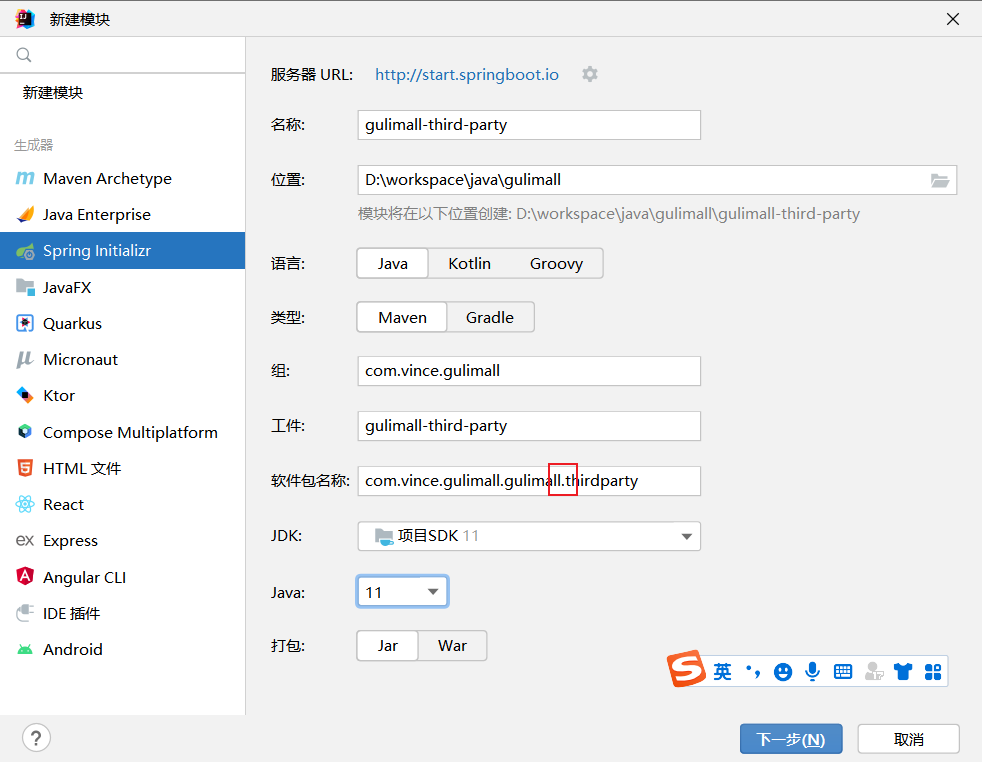 新建模块
新建模块
生成器
Maven Archetype
Java Enterprise
Spring Initializr
JavaFX
Quarkus
Micronaut
Ktor
Compose Multiplatform
HTML 文件
React
Express
Angular CLI
IDE 插件
Android
服务器 URL: http://start.springboot.io
名称: gulimall-third-party
位置: D:\workspace\java\gulimall
模块将在以下位置创建: D:\workspace\java\gulimall\gulimall-third-party
语言: Java Kotlin Groovy
类型: Maven Gradle
组: com.vince.gulimall
工件: gulimall-third-party
软件包名称: com.vince.gulimall.gulimall.thirdparty
JDK: 项目SDK 11
Java: 11
打包: Jar War
英
? 下一步(N) 取消